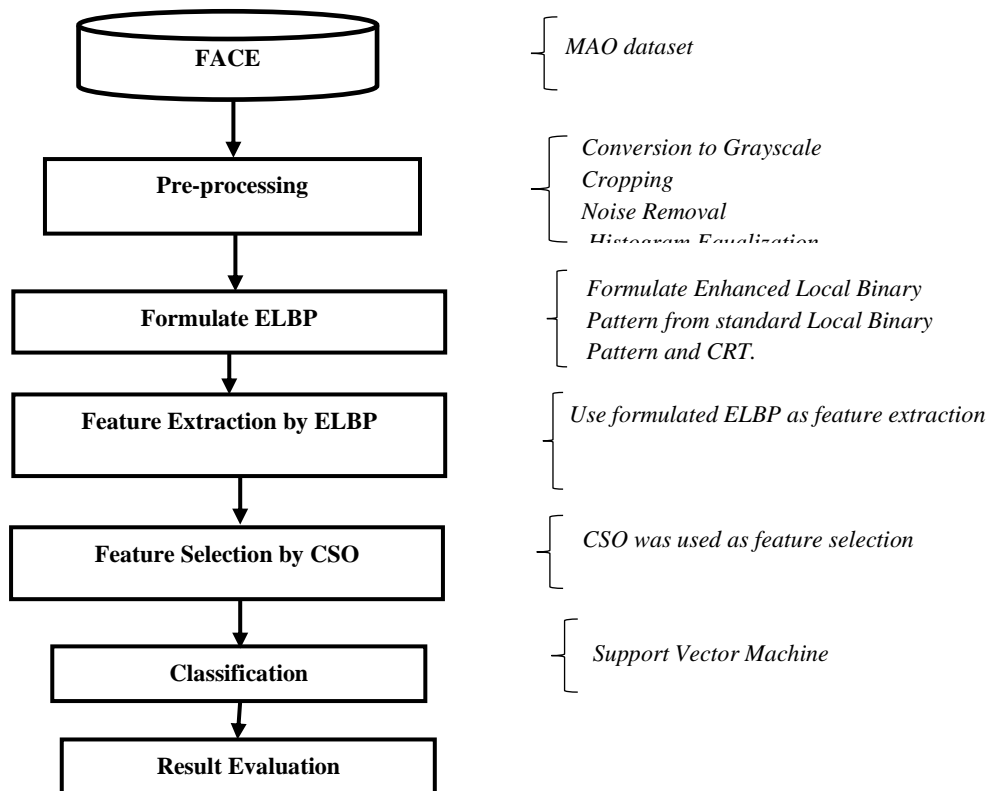 FACE
MAO dataset
Pre-processing
Conversion to Grayscale
Cropping
Noise Removal
Histogram Equalization
Formulate ELBP
Formulate Enhanced Local Binary
Pattern from standard Local Binary
Pattern and CRT.
Feature Extraction by ELBP
Use formulated ELBP as feature extraction
Feature Selection by CSO
CSO was used as feature selection
Classification
Support Vector Machine
Result Evaluation